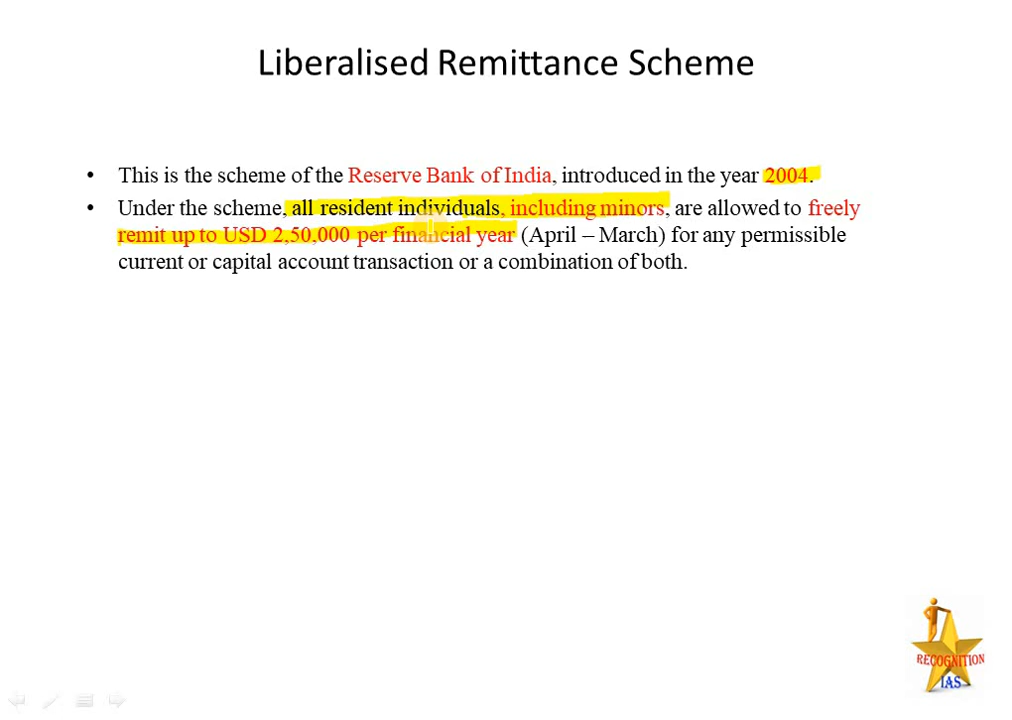 Liberalised Remittance Scheme
• This is the scheme of the Reserve Bank of India, introduced in the year 2004.
• Under the scheme, all resident individuals, including minors, are allowed to freely
remit up to USD 2,50,000 per financial year (April – March) for any permissible
current or capital account transaction or a combination of both.
RECOGNITION
IAS